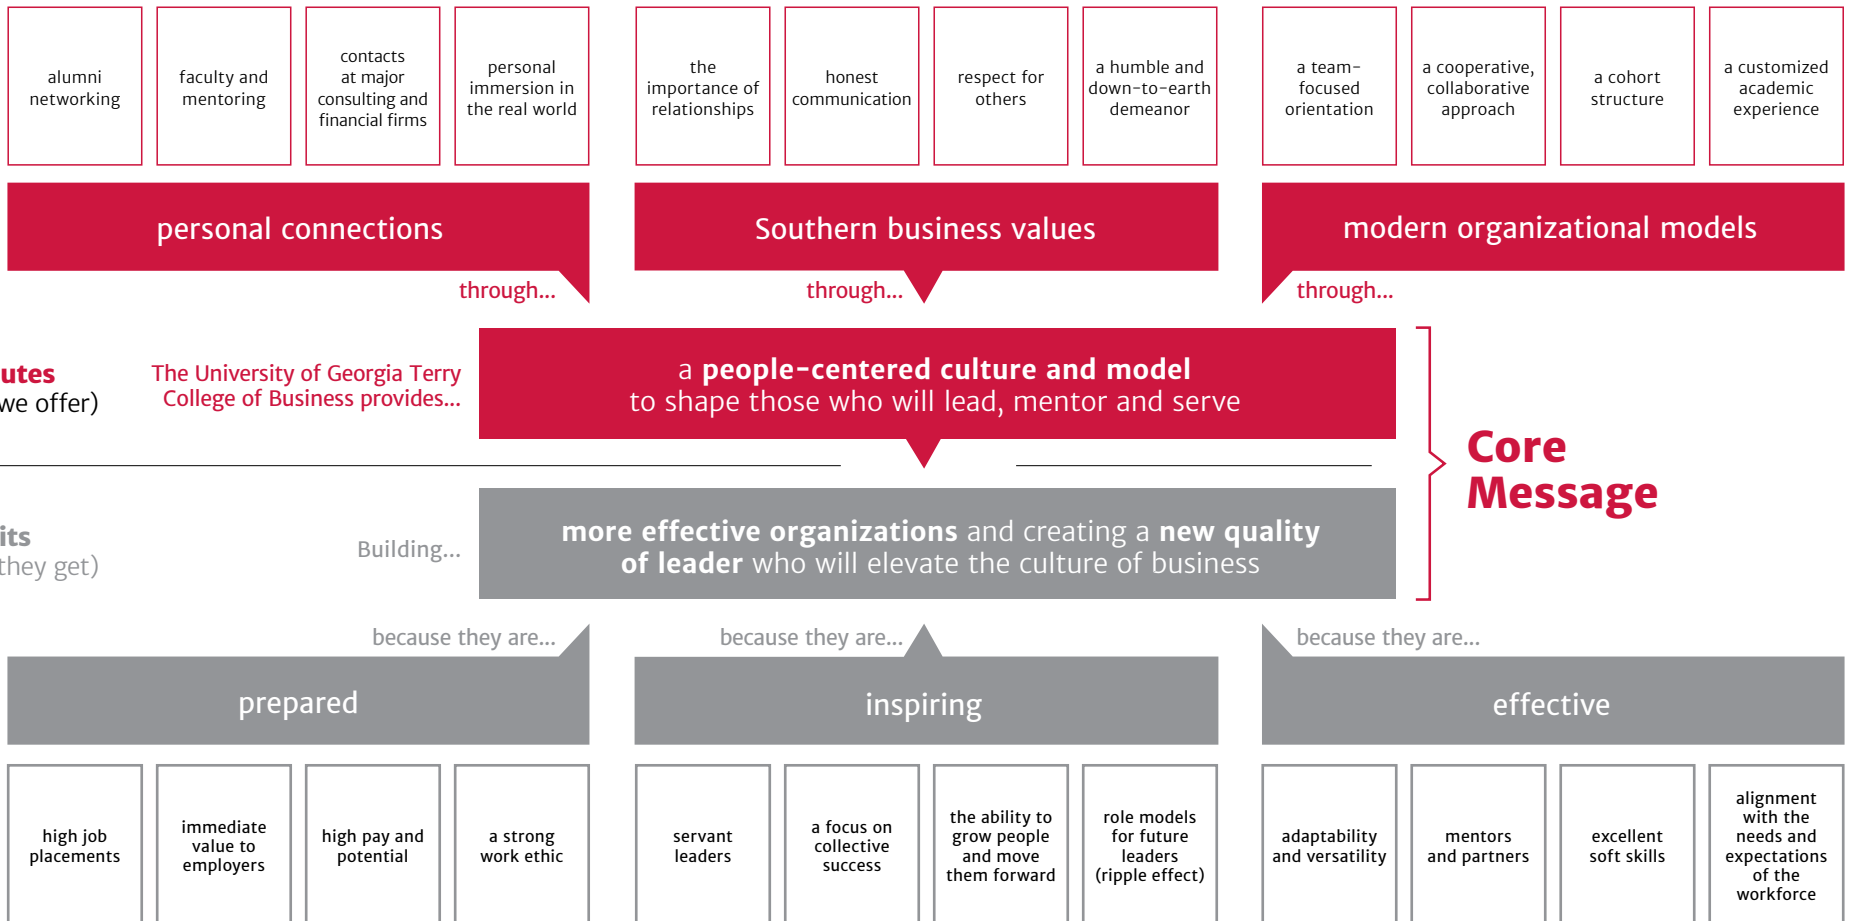 alumni
networking
faculty and
mentoring
contacts
at major
consulting and
financial firms
personal
immersion in
the real world
the
importance of
relationships
honest
communication
respect for
others
a humble and
down-to-earth
demeanor
a team-
focused
orientation
a cooperative,
collaborative
approach
a cohort
structure
a customized
academic
experience
personal connections
Southern business values
modern organizational models
through...
through...
through...
utes
we offer)
The University of Georgia Terry
College of Business provides...
a people-centered culture and model
to shape those who will lead, mentor and serve
Core
Message
its
they get)
Building...
more effective organizations and creating a new quality
of leader who will elevate the culture of business
because they are...
because they are...
because they are...
prepared
inspiring
effective
high job
placements
immediate
value to
employers
high pay and
potential
a strong
work ethic
servant
leaders
a focus on
collective
success
the ability to
grow people
and move
them forward
role models
for future
leaders
(ripple effect)
adaptability
and versatility
mentors
and partners
excellent
soft skills
alignment
with the
needs and
expectations
of the
workforce